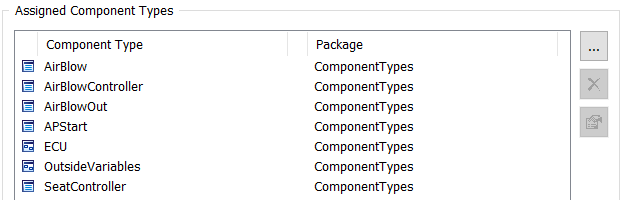 Assigned Component Types
Component Type Package
AirBlow ComponentTypes
AirBlowController ComponentTypes
AirBlowOut ComponentTypes
APStart ComponentTypes
ECU ComponentTypes
OutsideVariables ComponentTypes
SeatController ComponentTypes
...